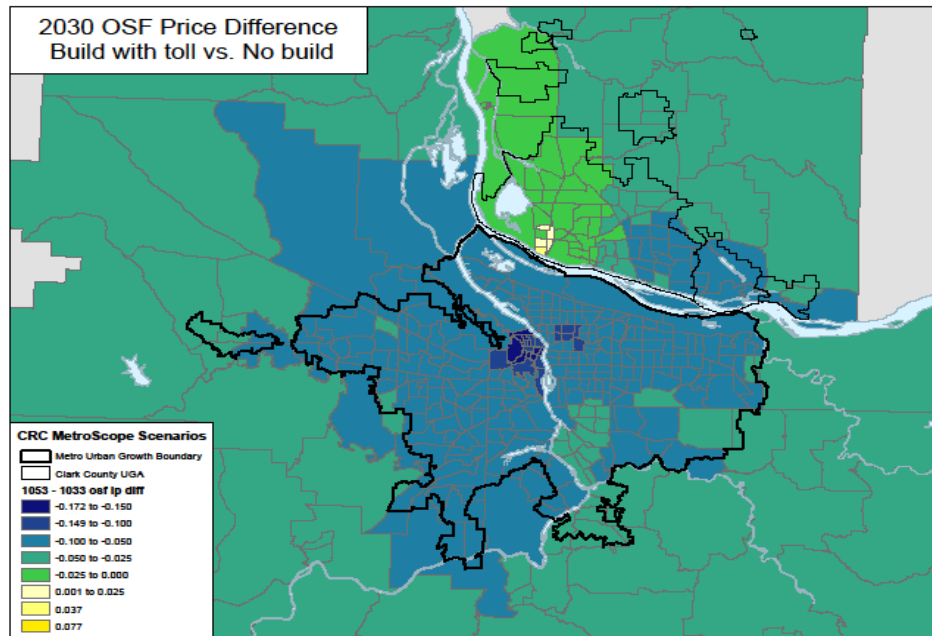 2030 OSF Price Difference
Build with toll vs. No build
CRC MetroScope Scenarios
Metro Urban Growth Boundary
Clark County UGA
1053 - 1033 osf lp diff
-0.172 to -0.150
-0.149 to -0.100
-0.100 to -0.050
-0.050 to -0.025
-0.025 to 0.000
0.001 to 0.025
0.037
0.077